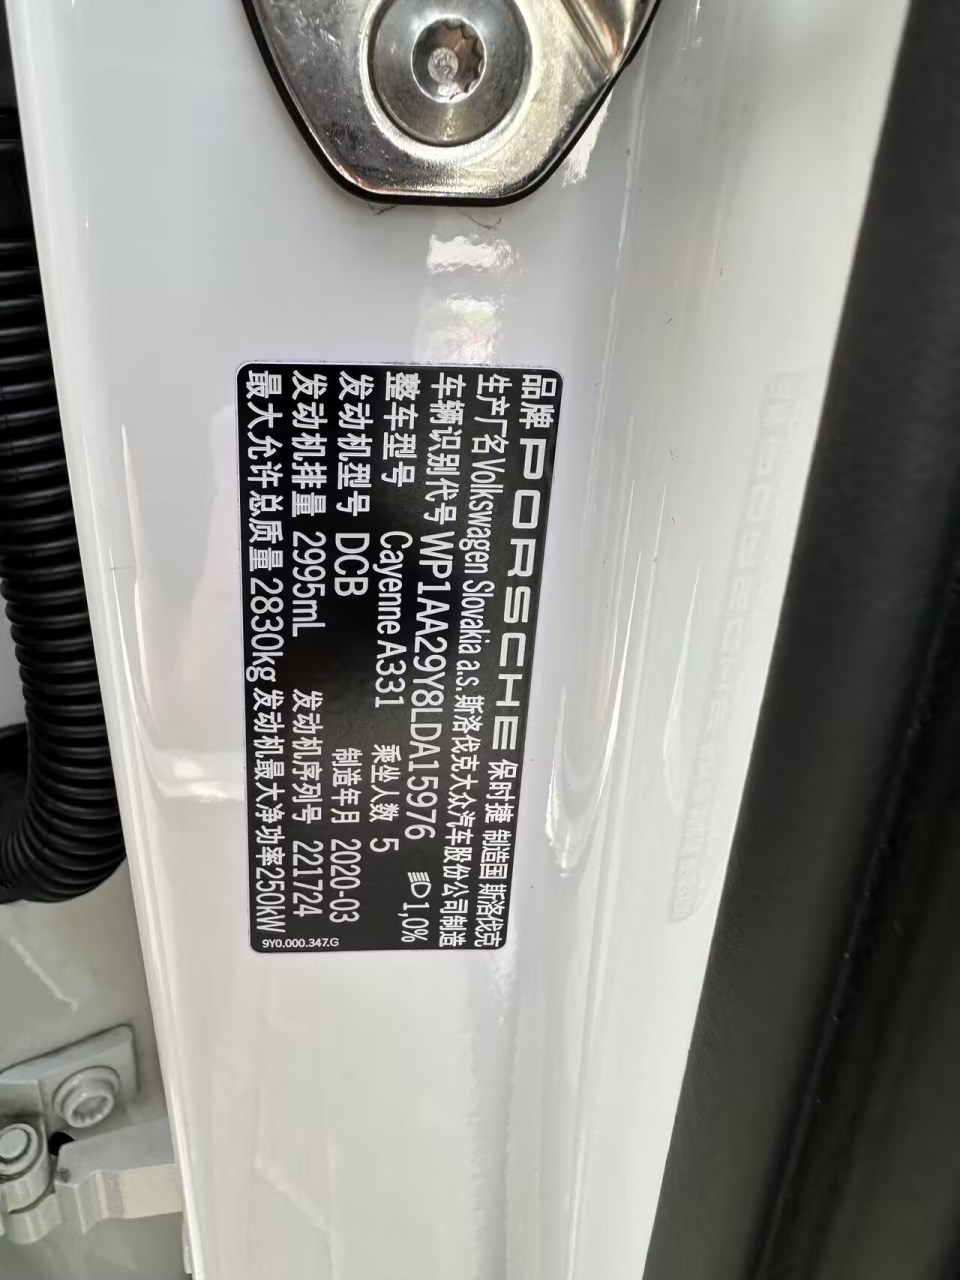 品牌 PORSCHE 保时捷 制造国 斯洛伐克
生产厂名 Volkswagen Slovakia a.s. 斯洛伐克大众汽车股份公司制造
车辆识别代号 WP1AA29Y8LDA15976 1,0%
整车型号 Cayenne A331 乘坐人数 5
发动机型号 DCB 制造年月 2020-03
发动机排量 2995mL 发动机序列号 221724
最大允许总质量 2830kg 发动机最大净功率 250kW
9Y0.000.347.G